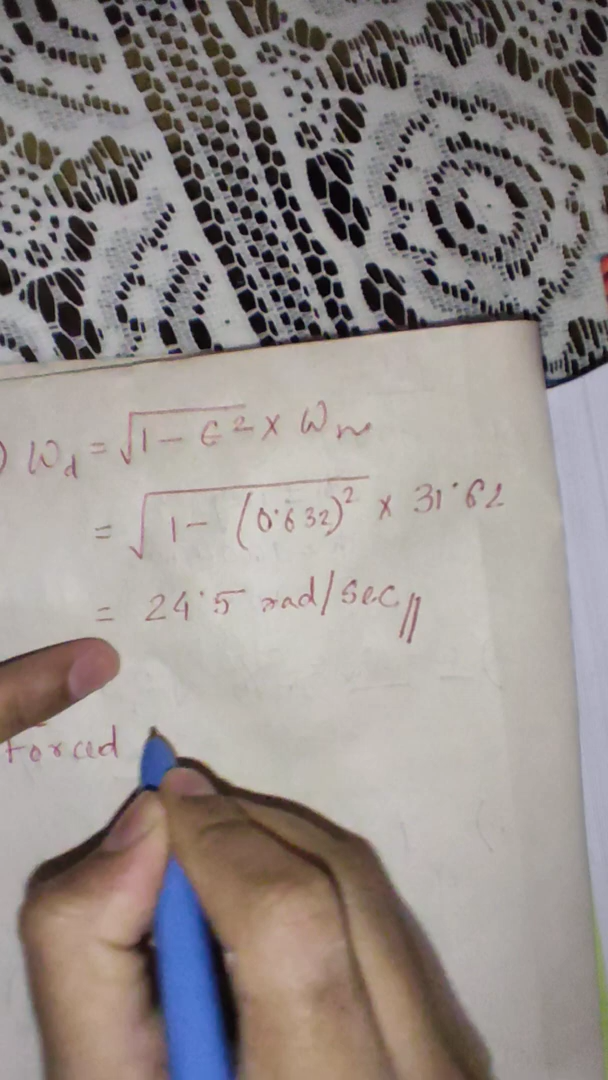 ) ωd = √1 - ϵ² × ωn
= √1 - (0.632)² × 31.62
= 24.5 rad/sec//
Forced